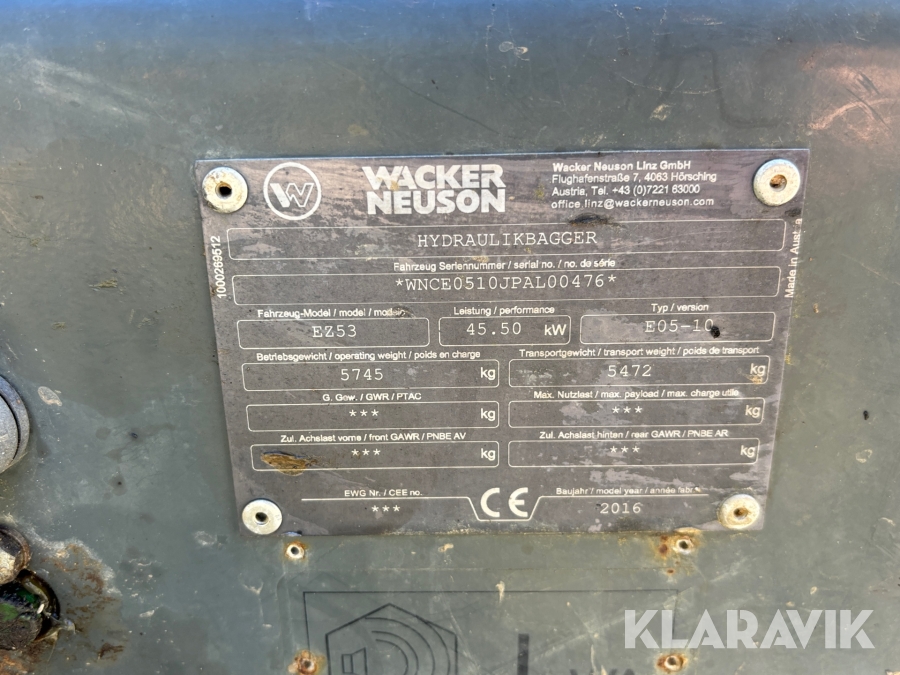 WACKER
NEUSON
Wacker Neuson Linz GmbH
Flughafenstraße 7, 4063 Hörsching
Austria, Tel. +43 (0)7221 63000
office.linz@wackerneuson.com
HYDRAULIKBAGGER
1000269512
Made in
Fahrzeug Seriennummer / serial no. / no. de série
*WNCE0510JPAL00476*
Fahrzeug-Model / model / modele
Leistung / performance
Typ / version
EZ53
45.50 kW
E05-10
Betriebsgewicht / operating weight / poids en charge
Transportgewicht / transport weight / poids de transport
5745 kg
5472 kg
G. Gew. / GWR / PTAC
Max. Nutzlast / max. payload / max. charge utile
*** kg
*** kg
Zul. Achslast vorne / front GAWR / PNBE AV
Zul. Achslast hinten / rear GAWR / PNBE AR
*** kg
*** kg
EWG Nr. / CEE no.
CE
Baujahr / model year / année fabr.
***
2016
KLARAVIK